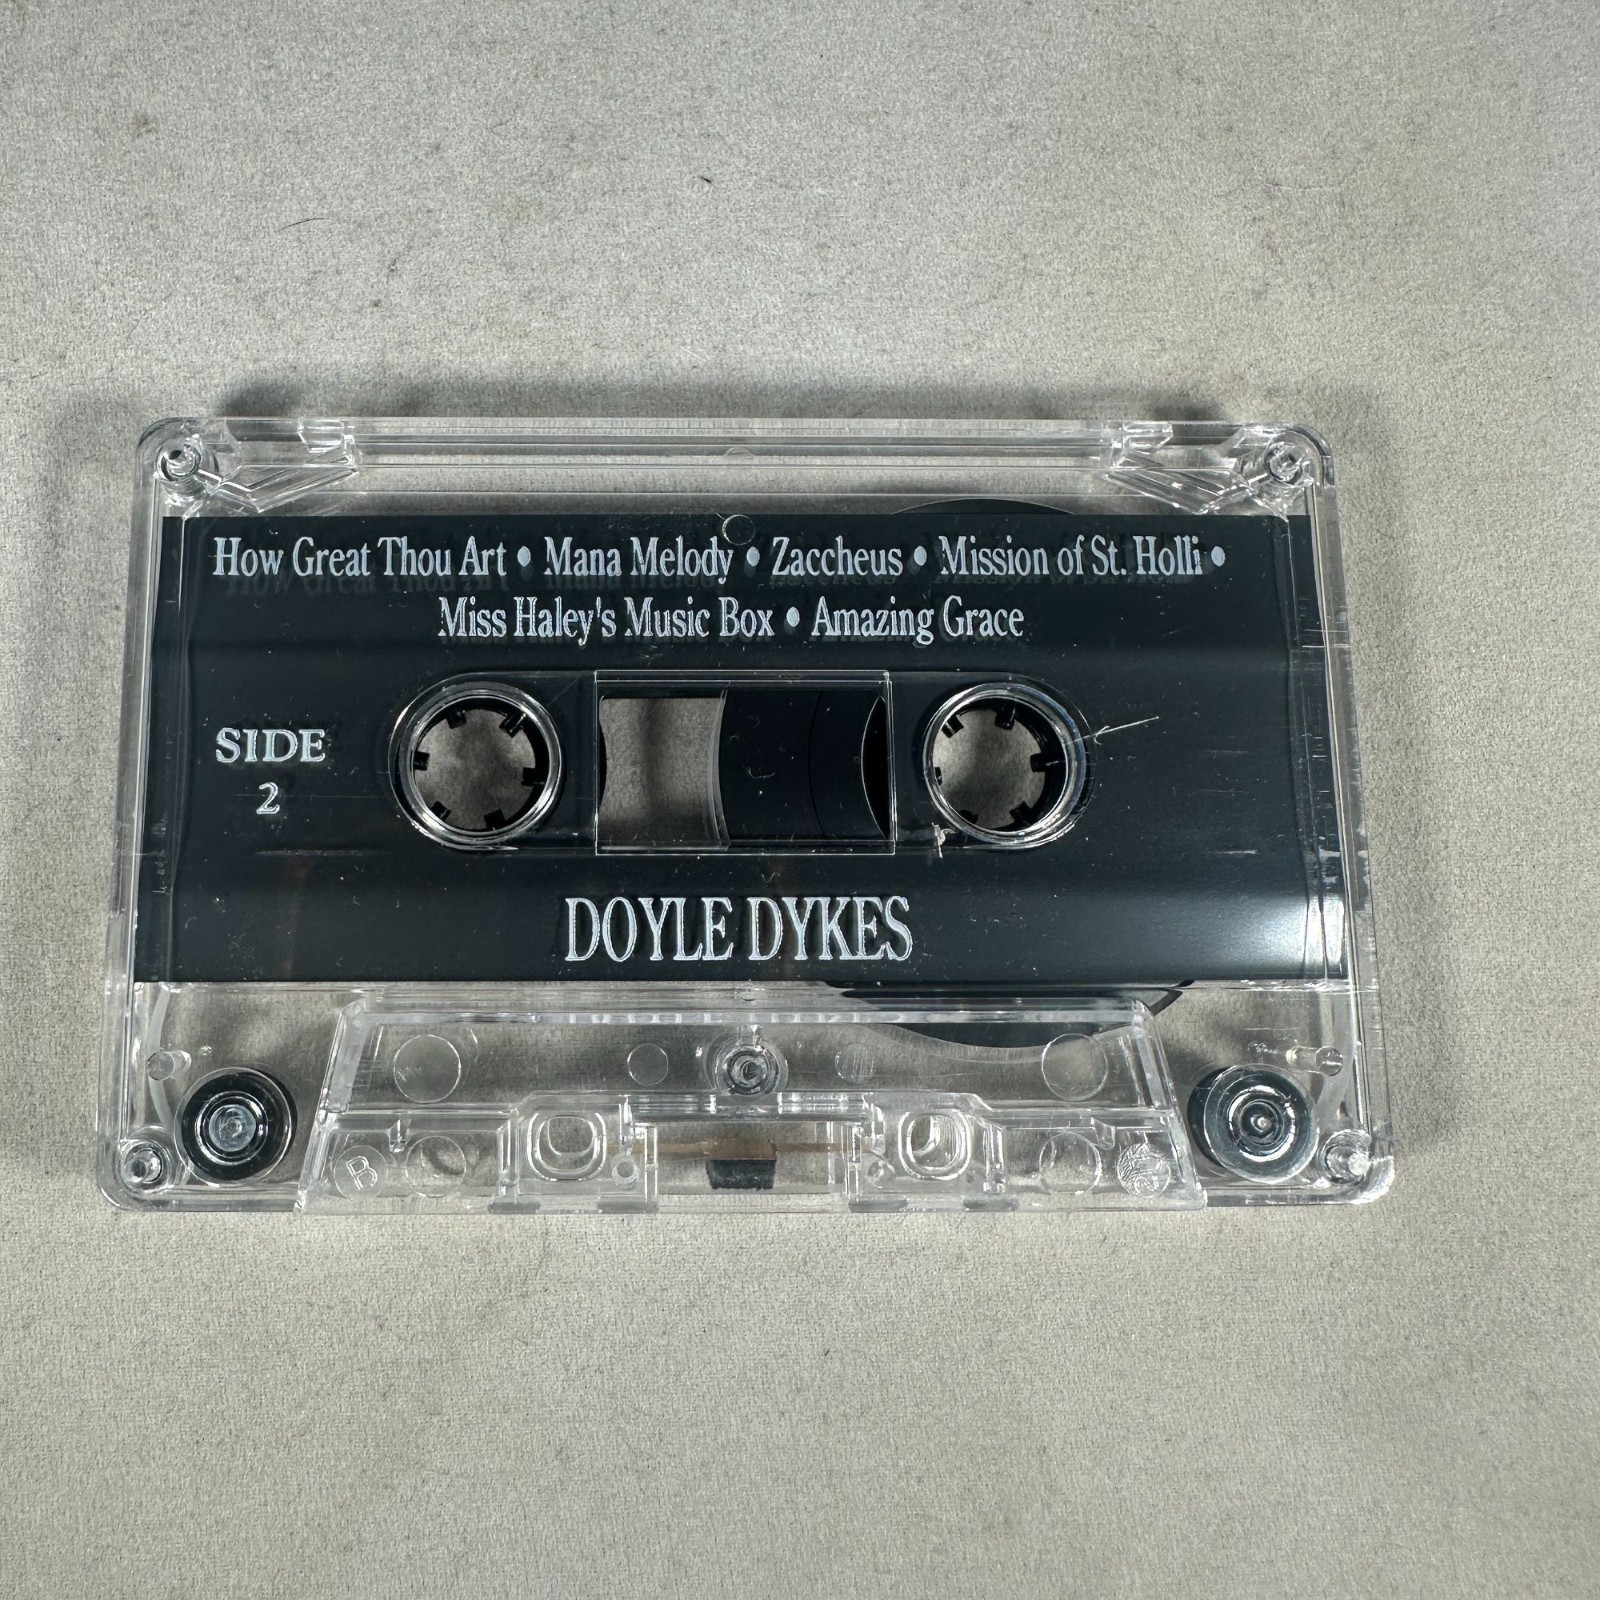 How Great Thou Art • Mana Melody • Zaccheus • Mission of St. Holli •
Miss Haley's Music Box • Amazing Grace
SIDE
2
DOYLE DYKES
B